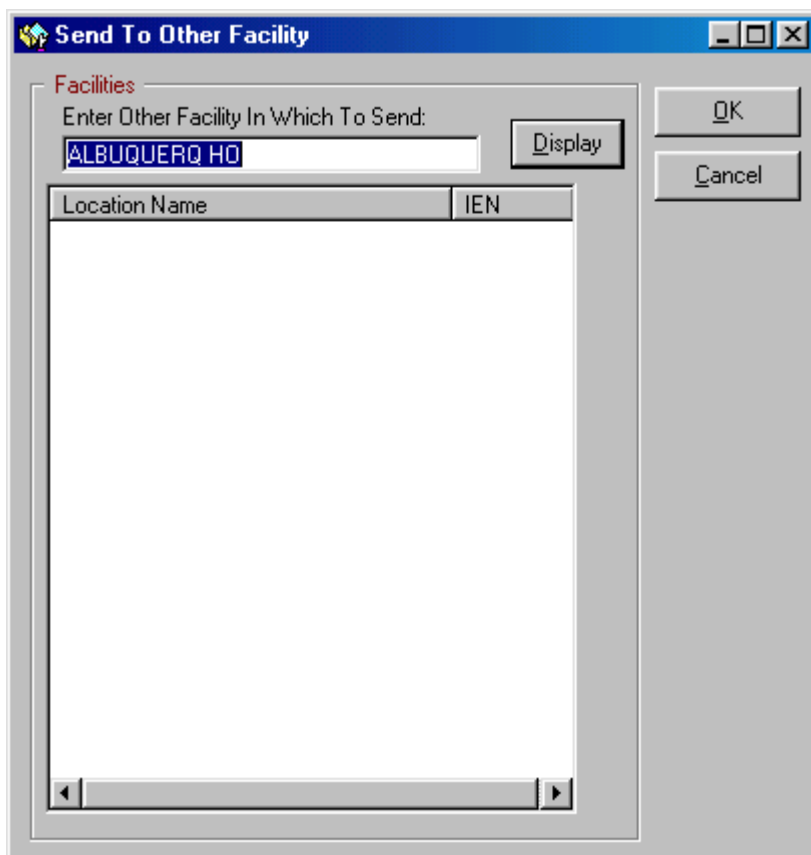 Send To Other Facility
Facilities
Enter Other Facility In Which To Send:
ALBUQUERQ HO
Display
OK
Cancel
Location Name IEN